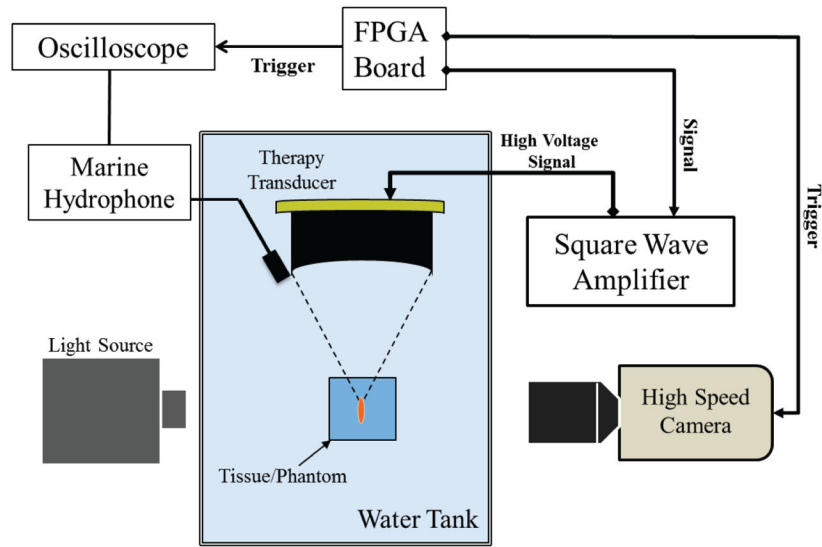 Oscilloscope
Trigger
FPGA
Board
Marine
Hydrophone
Therapy
Transducer
High Voltage
Signal
Signal
Trigger
Square Wave
Amplifier
Light Source
High Speed
Camera
Tissue/Phantom
Water Tank